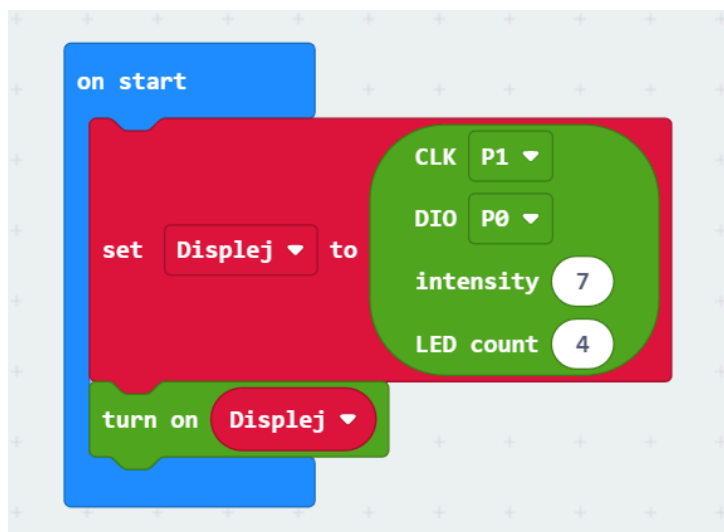 on start
CLK P1
DIO P0
set Displej to
intensity 7
LED count 4
turn on Displej